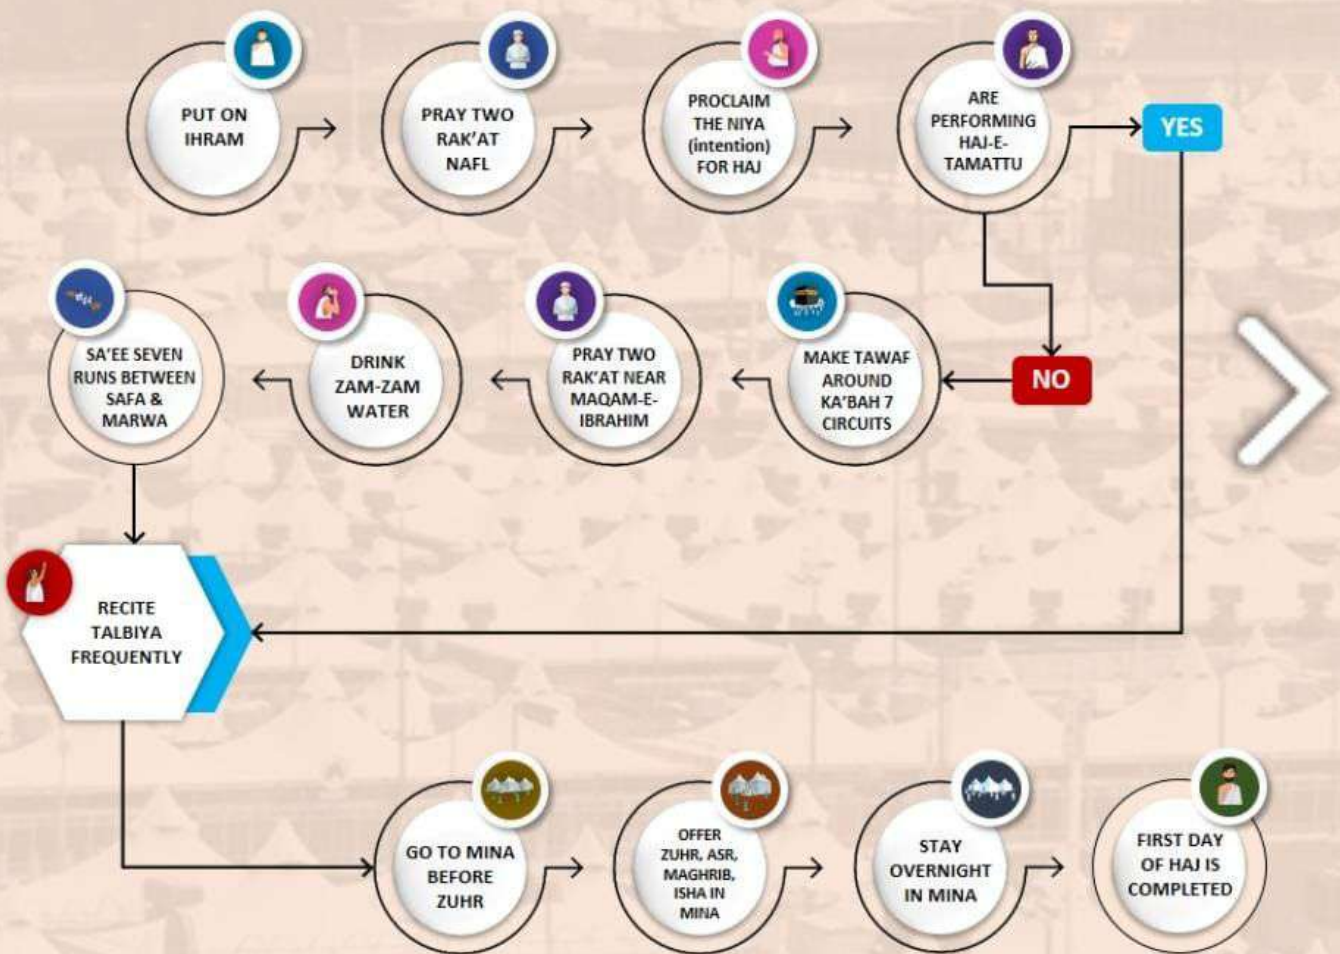 PUT ON
IHRAM
PRAY TWO
RAK'AT
NAFL
PROCLAIM
THE NIYA
(intention)
FOR HAJ
ARE
PERFORMING
HAJ-E-
TAMATTU
YES
SA'EE SEVEN
RUNS BETWEEN
SAFA &
MARWA
DRINK
ZAM-ZAM
WATER
PRAY TWO
RAK'AT NEAR
MAQAM-E-
IBRAHIM
MAKE TAWAF
AROUND
KA'BAH 7
CIRCUITS
NO
RECITE
TALBIYA
FREQUENTLY
GO TO MINA
BEFORE
ZUHR
OFFER
ZUHR, ASR,
MAGHRIB,
ISHA IN
MINA
STAY
OVERNIGHT
IN MINA
FIRST DAY
OF HAJ IS
COMPLETED